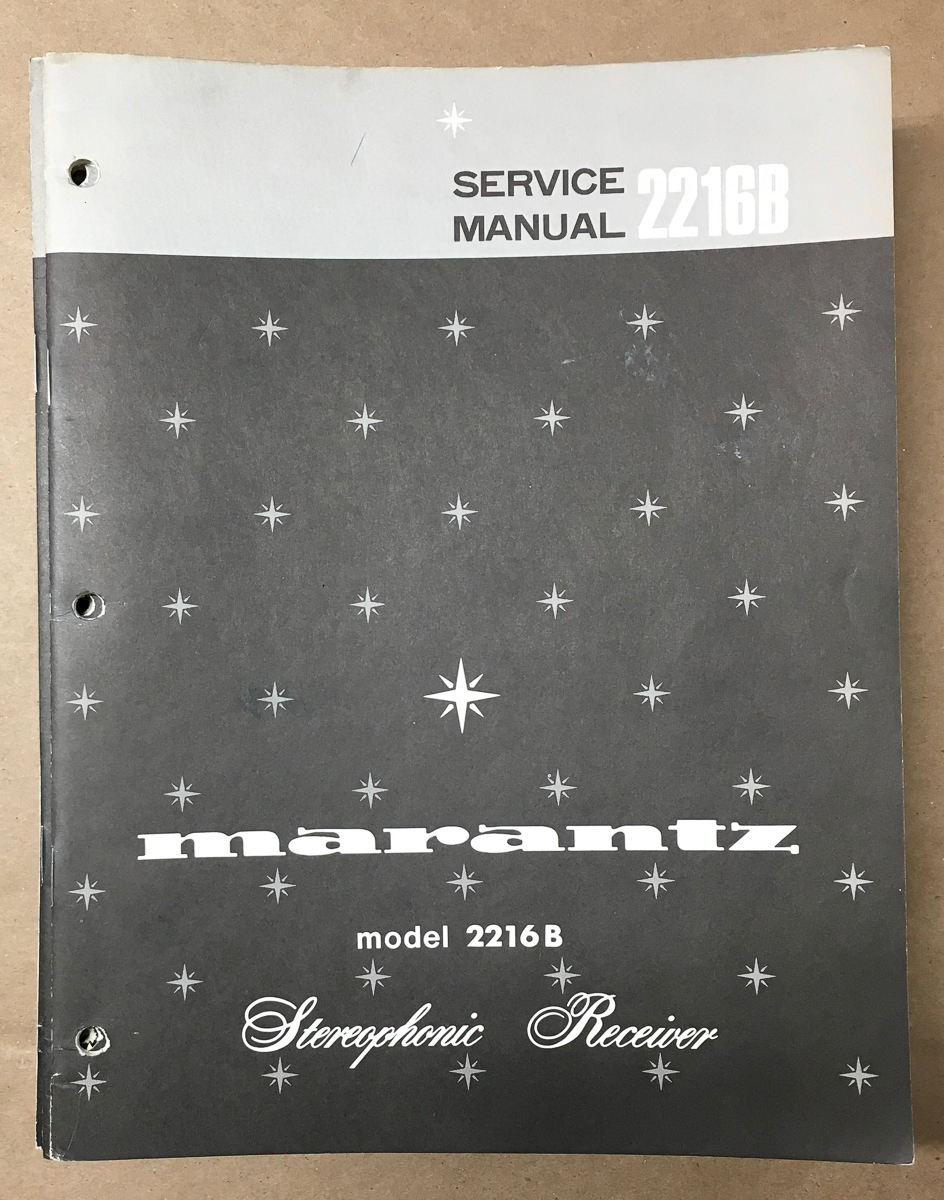 SERVICE
MANUAL 2216B
marantz
model 2216B
Stereophonic Receiver